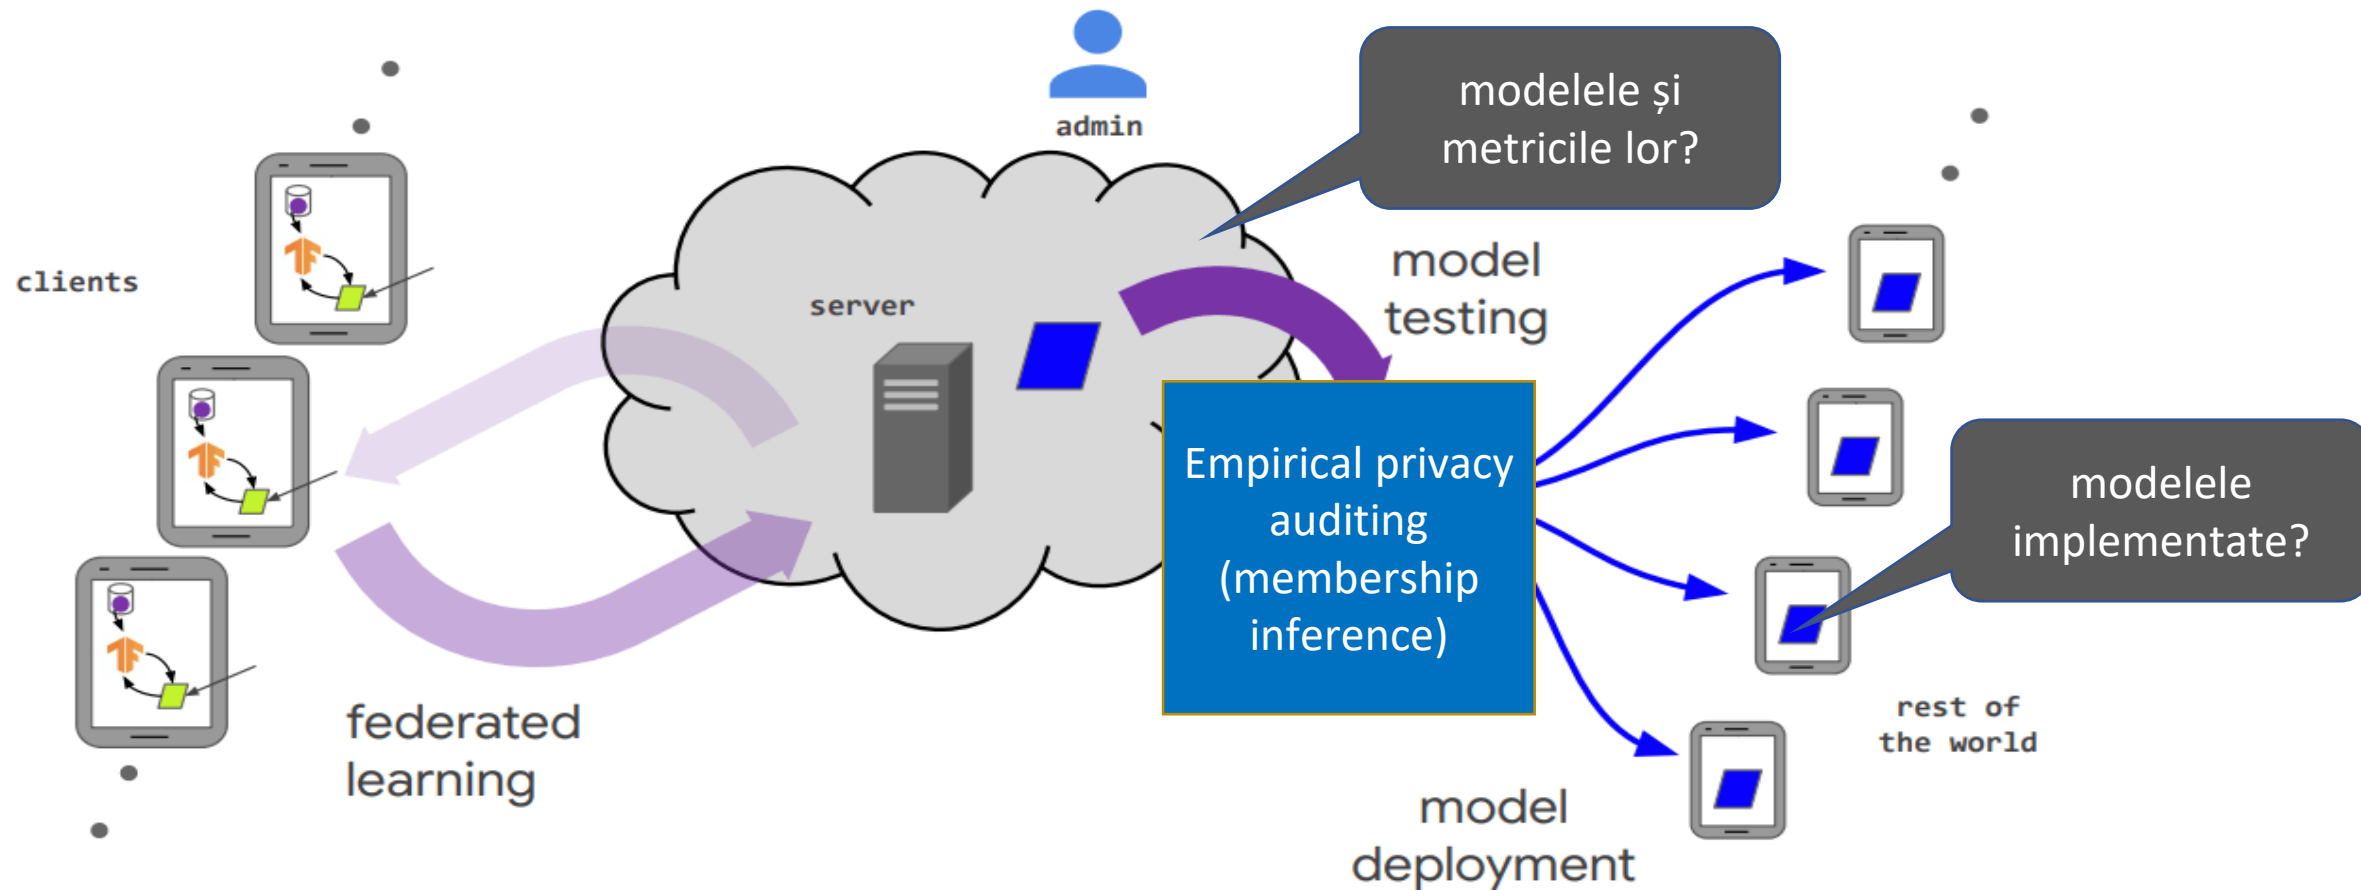 admin
modelele și
metricile lor?
clients
server
model
testing
Empirical privacy
auditing
(membership
inference)
modelele
implementate?
rest of
the world
federated
learning
model
deployment